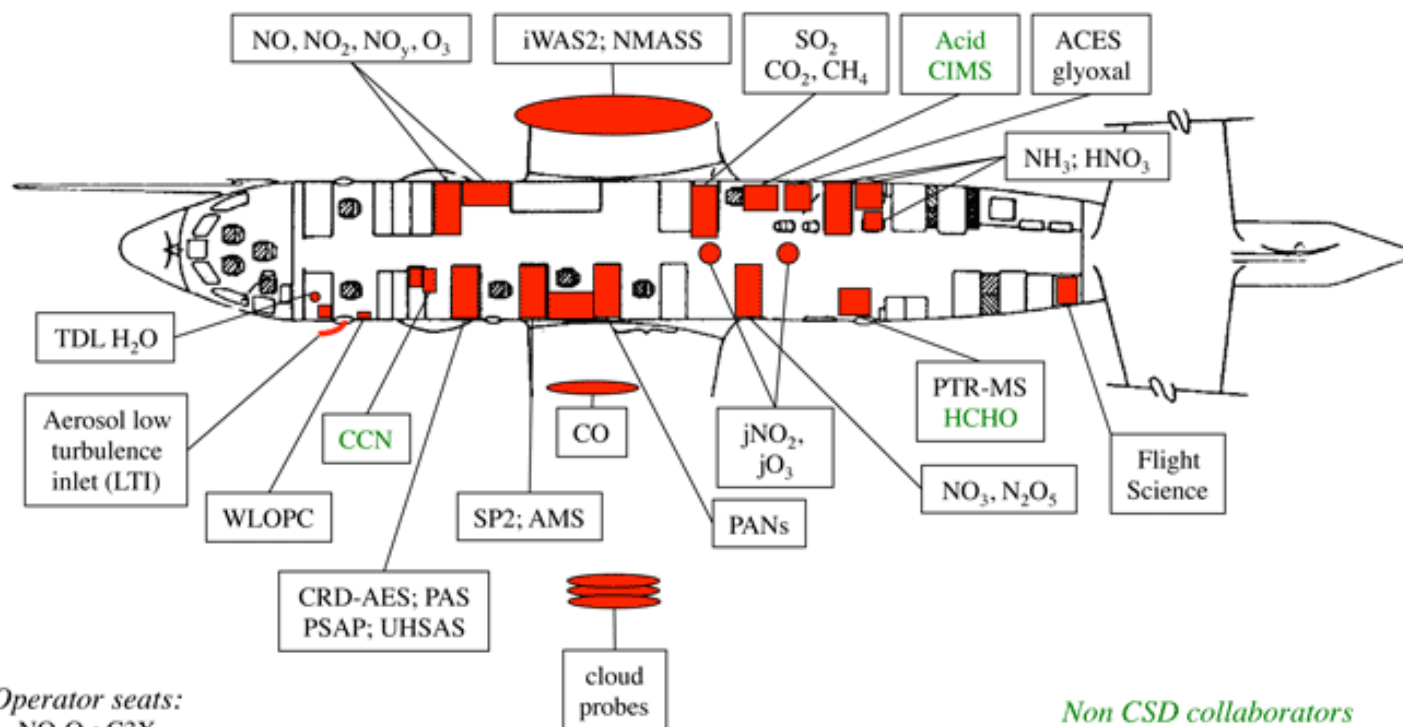 NO, NO₂, NOᵧ, O₃
iWAS2; NMASS
SO₂
CO₂, CH₄
Acid
CIMS
ACES
glyoxal
NH₃; HNO₃
TDL H₂O
Aerosol low
turbulence
inlet (LTI)
WLOPC
CCN
CRD-AES; PAS
PSAP; UHSAS
SP2; AMS
CO
cloud
probes
PANs
jNO₂,
jO₃
NO₃, N₂O₅
PTR-MS
HCHO
Flight
Science
Operator seats:
Non CSD collaborators